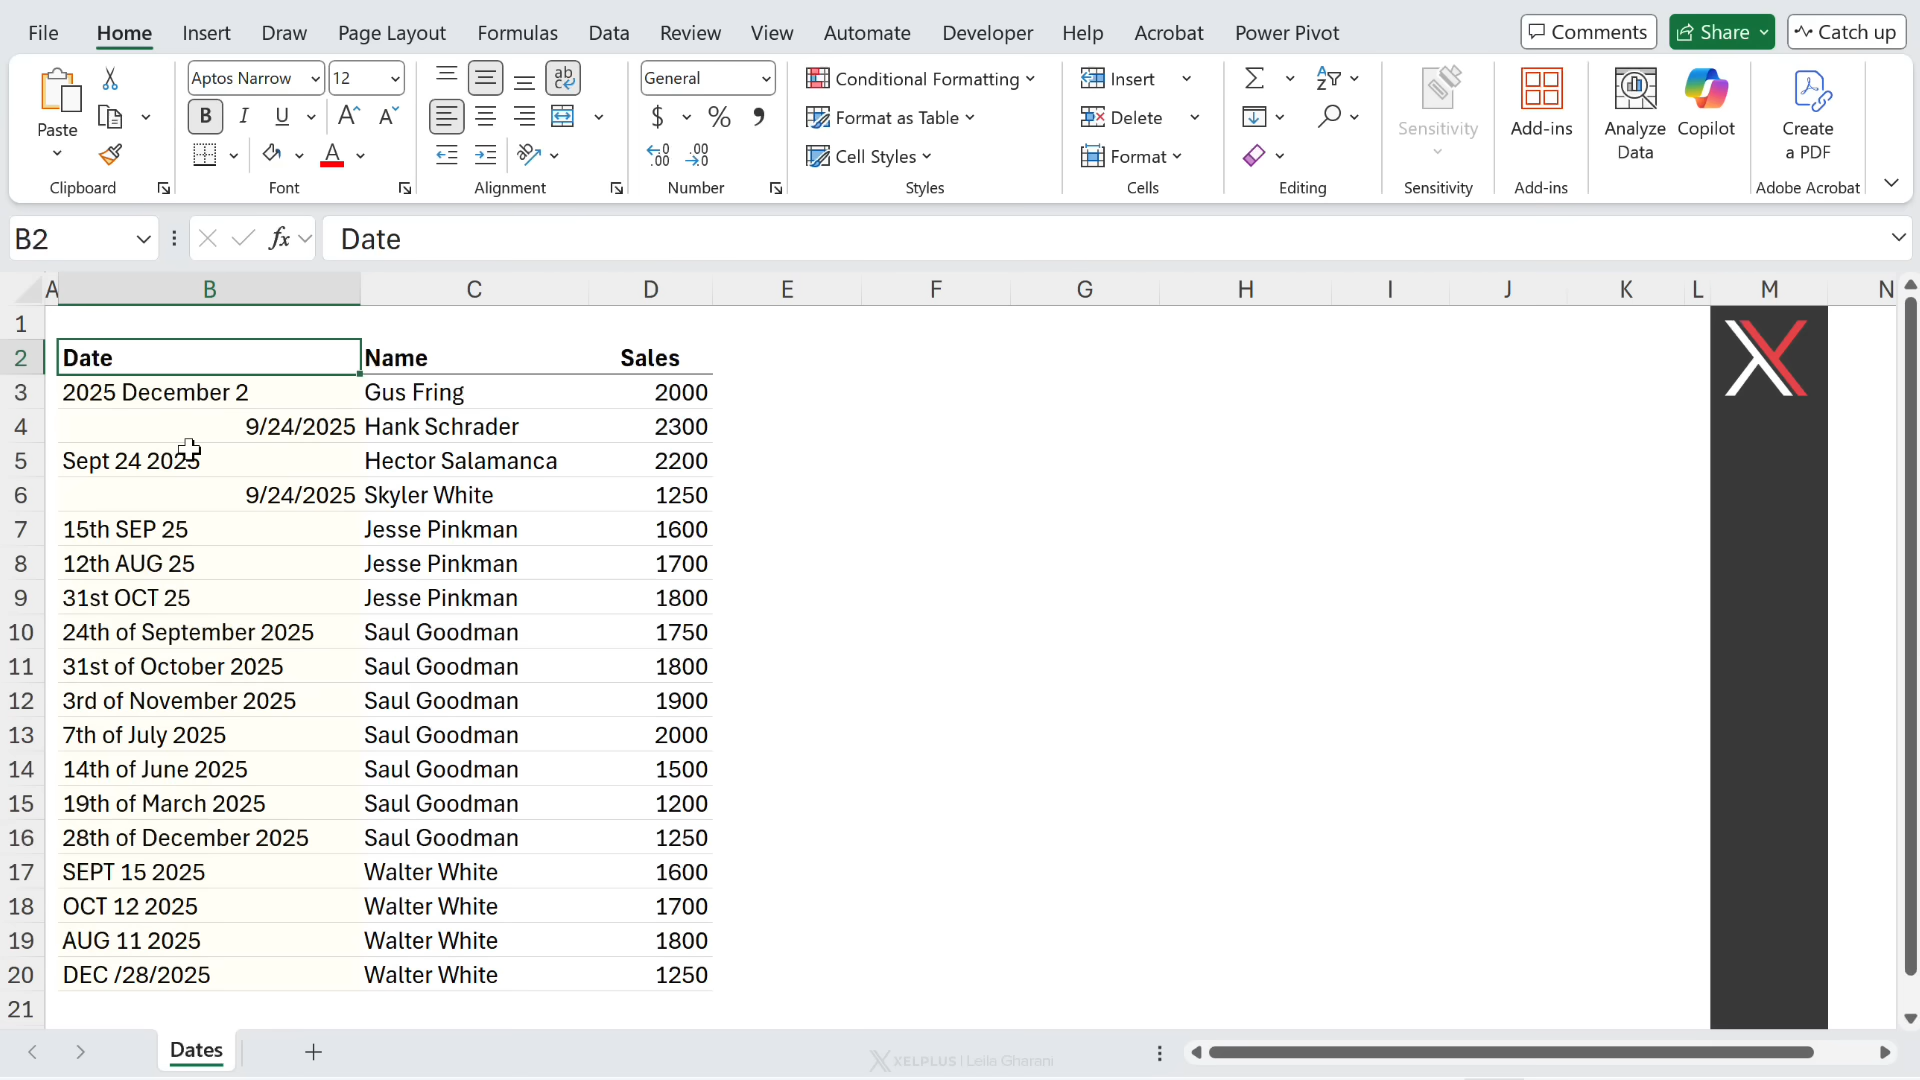 File Home Insert Draw Page Layout Formulas Data Review View Automate Developer Help Acrobat Power Pivot Comments Share Catch up
Paste
Clipboard
Aptos Narrow 12
B I U A A
A
Font
ab
Alignment
General
$ % 9
.00 .00
Number
Conditional Formatting
Format as Table
Cell Styles
Styles
Insert
Delete
Format
Cells
Editing
Sensitivity
Sensitivity
Add-ins
Add-ins
Analyze Data
Copilot
Create a PDF
Adobe Acrobat
B2 fx Date
A B C D E F G H I J K L M N
1
2 Date Name Sales
3 2025 December 2 Gus Fring 2000
4 9/24/2025 Hank Schrader 2300
5 Sept 24 2025 Hector Salamanca 2200
6 9/24/2025 Skyler White 1250
7 15th SEP 25 Jesse Pinkman 1600
8 12th AUG 25 Jesse Pinkman 1700
9 31st OCT 25 Jesse Pinkman 1800
10 24th of September 2025 Saul Goodman 1750
11 31st of October 2025 Saul Goodman 1800
12 3rd of November 2025 Saul Goodman 1900
13 7th of July 2025 Saul Goodman 2000
14 14th of June 2025 Saul Goodman 1500
15 19th of March 2025 Saul Goodman 1200
16 28th of December 2025 Saul Goodman 1250
17 SEPT 15 2025 Walter White 1600
18 OCT 12 2025 Walter White 1700
19 AUG 11 2025 Walter White 1800
20 DEC /28/2025 Walter White 1250
21
Dates
XELPLUS | Leila Gharani